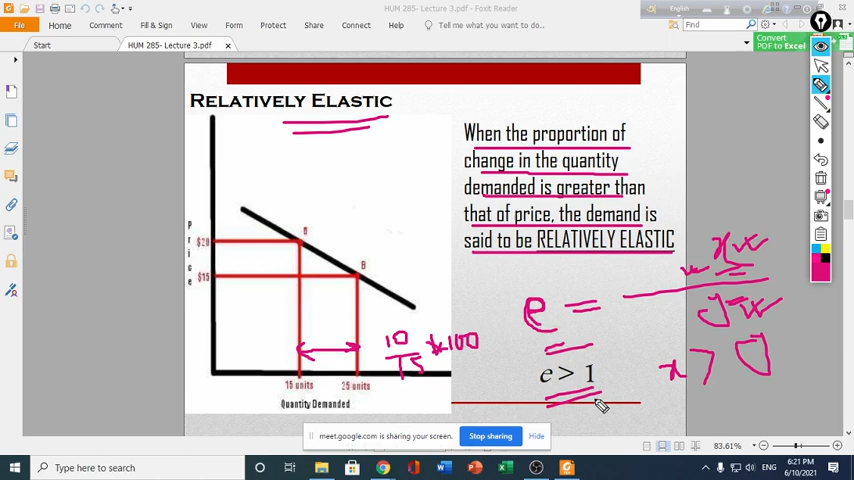 HUM 285- Lecture 3.pdf - Foxit Reader
English
File
Home
Comment
Fill & Sign
Protect
Share
Connect
Help
Tell me what you want to do...
Find
Start
HUM 285- Lecture 3.pdf
Convert
PDF to Excel
RELATIVELY ELASTIC
When the proportion of
change in the quantity
demanded is greater than
that of price, the demand is
said to be RELATIVELY ELASTIC
Price
$20
$15
B
e =
10
15
*100
e > 1
x > y
15 units
25 units
Quantity Demanded
meet.google.com is sharing your screen.
Stop sharing
Hide
83.61%
Type here to search
ENG
6:21 PM
6/10/2021